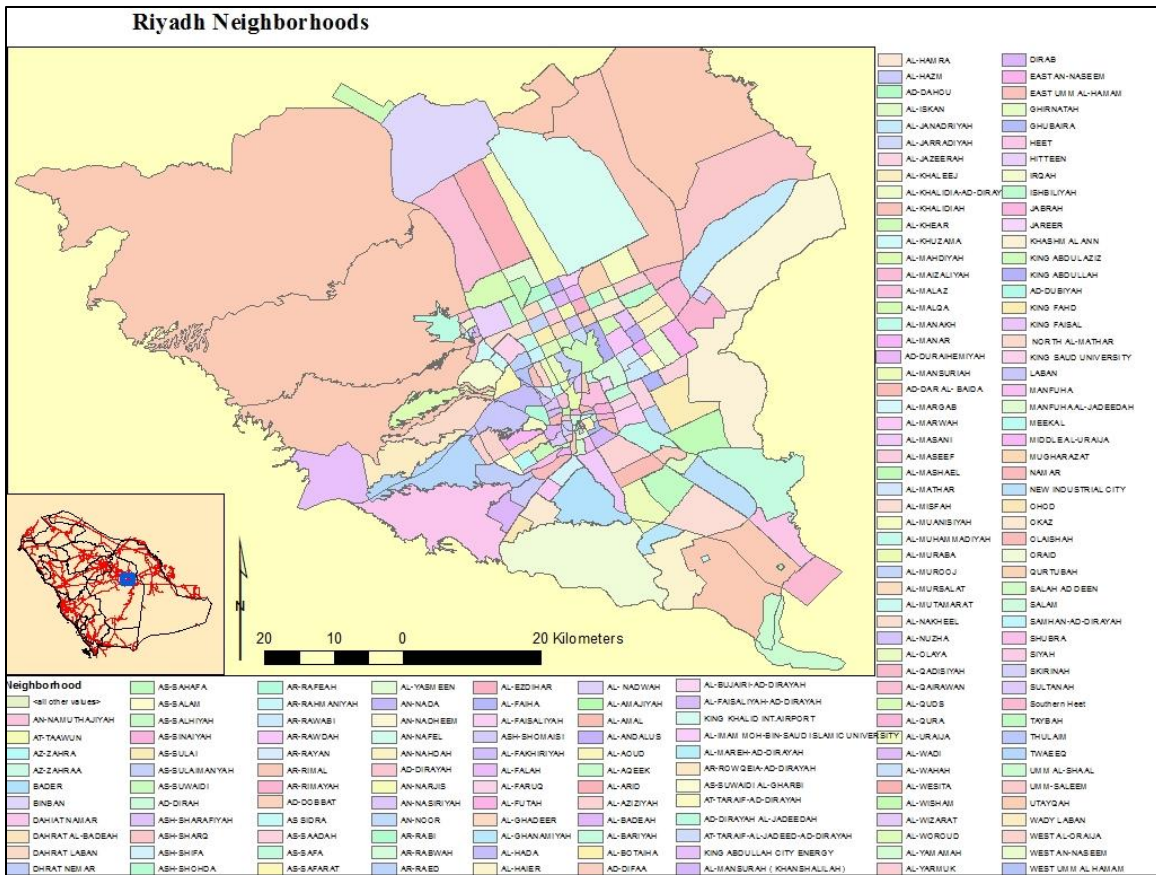 Riyadh Neighborhoods
AL-HAMRA
AL-HAZM
AD-DAHOU
AL-ISKAN
AL-JANADRIYAH
AL-JARRADIYAH
AL-JAZEERAH
AL-KHALEEJ
AL-KHALIDIA-AD-DIRAY
AL-KHALIDIAH
AL-KHEAR
AL-KHUZAMA
AL-MAHDIYAH
AL-MAIZALIYAH
AL-MALAZ
AL-MALQA
AL-MANAKH
AL-MANAR
AD-DURAIHEMIYAH
AL-MANSURIAH
AD-DAR AL- BAIDA
AL-MARGAB
AL-MARWAH
AL-MASANI
AL-MASEEF
AL-MASHAEL
AL-MATHAR
AL-MISFAH
AL-MUANISIYAH
AL-MUHAMMADIYAH
AL-MURABA
AL-MUROOJ
AL-MURSALAT
AL-MUTAMARAT
AL-NAKHEEL
AL-NUZHA
AL-OLAYA
AL-QADISIYAH
AL-QAIRAWAN
AL-QUDS
AL-QURA
AL-URAIJA
AL-WADI
AL-WAHAH
AL-WESITA
AL-WISHAM
AL-WIZARAT
AL-WOROUD
AL-YAMAMAH
AL-YARMUK
DIRAB
EAST AN-NASEEM
EAST UMM AL-HAMAM
GHIRNATAH
GHUBAIRA
HEET
HITTEEN
IRQAH
ISHBILIYAH
JABRAH
JAREER
KHASHM AL ANN
KING ABDULAZIZ
KING ABDULLAH
AD-DUBIYAH
KING FAHD
KING FAISAL
NORTH AL-MATHAR
KING SAUD UNIVERSITY
LABAN
MANFUHA
MANFUHA AL-JADEEDAH
MEEKAL
MIDDLE AL-URAIJA
MUGHARAZAT
NAMAR
NEW INDUSTRIAL CITY
OHOD
OKAZ
OLAISHAH
ORAID
QURTUBAH
SALAH AD DEEN
SALAM
SAMHAN-AD-DIRAYAH
SHUBRA
SIYAH
SKIRINAH
SULTANAH
Southern Heet
TAYBAH
THULAIM
TWAEEQ
UMM AL-SHAAL
UMM-SALEEM
UTAYQAH
WADY LABAN
WEST AL-ORAIJA
WEST AN-NASEEM
WEST UMM AL HAMAM
N
20 10 0 20 Kilometers
Neighborhood
<all other values>
AN-NAMUTHAJIYAH
AT-TAAWUN
AZ-ZAHRA
AZ-ZAHRAA
BADER
BINBAN
DAHIAT NAMAR
DAHRAT AL-BADEAH
DAHRAT LABAN
DHRAT NEMAR
AS-SAHAFA
AS-SALAM
AS-SALHIYAH
AS-SINAIYAH
AS-SULAI
AS-SULAIMANYAH
AS-SUWAIDI
AD-DIRAH
ASH-SHARAFIYAH
ASH-SHARQ
ASH-SHIFA
ASH-SHOHDA
AR-RAFEAH
AR-RAHMANIYAH
AR-RAWABI
AR-RAWDAH
AR-RAYAN
AR-RIMAL
AR-RIMAYAH
AD-DOBBAT
AS SIDRA
AS-SAADAH
AS-SAFA
AS-SAFARAT
AL-YASMEEN
AN-NADA
AN-NADHEEM
AN-NAFEL
AN-NAHDAH
AD-DIRAYAH
AN-NARJIS
AN-NASIRIYAH
AN-NOOR
AR-RABI
AR-RABWAH
AR-RAED
AL-EZDIHAR
AL-FAIHA
AL-FAISALIYAH
ASH-SHOMAISI
AL-FAKHRIYAH
AL-FALAH
AL-FARUQ
AL-FUTAH
AL-GHADEER
AL-GHANAMIYAH
AL-HADA
AL-HAIER
AL- NADWAH
AL-AMAJIYAH
AL-AMAL
AL-ANDALUS
AL-AOUD
AL-AQEEK
AL-ARID
AL-AZIZIYAH
AL-BADEAH
AL-BARIYAH
AL-BOTAIHA
AD-DIFAA
AL-BUJAIRI-AD-DIRAYAH
AL-FAISALIYAH-AD-DIRAYAH
KING KHALID INT.AIRPORT
AL-IMAM MOH-BIN-SAUD ISLAMIC UNIVERSITY
AL-MAREH-AD-DIRAYAH
AR-ROWQEIA-AD-DIRAYAH
AS-SUWAIDI AL-GHARBI
AT-TARAIF-AD-DIRAYAH
AD-DIRAYAH AL-JADEEDAH
AT-TARAIF-AL-JADEED-AD-DIRAYAH
KING ABDULLAH CITY ENERGY
AL-MANSURAH ( KHANSHALILAH)